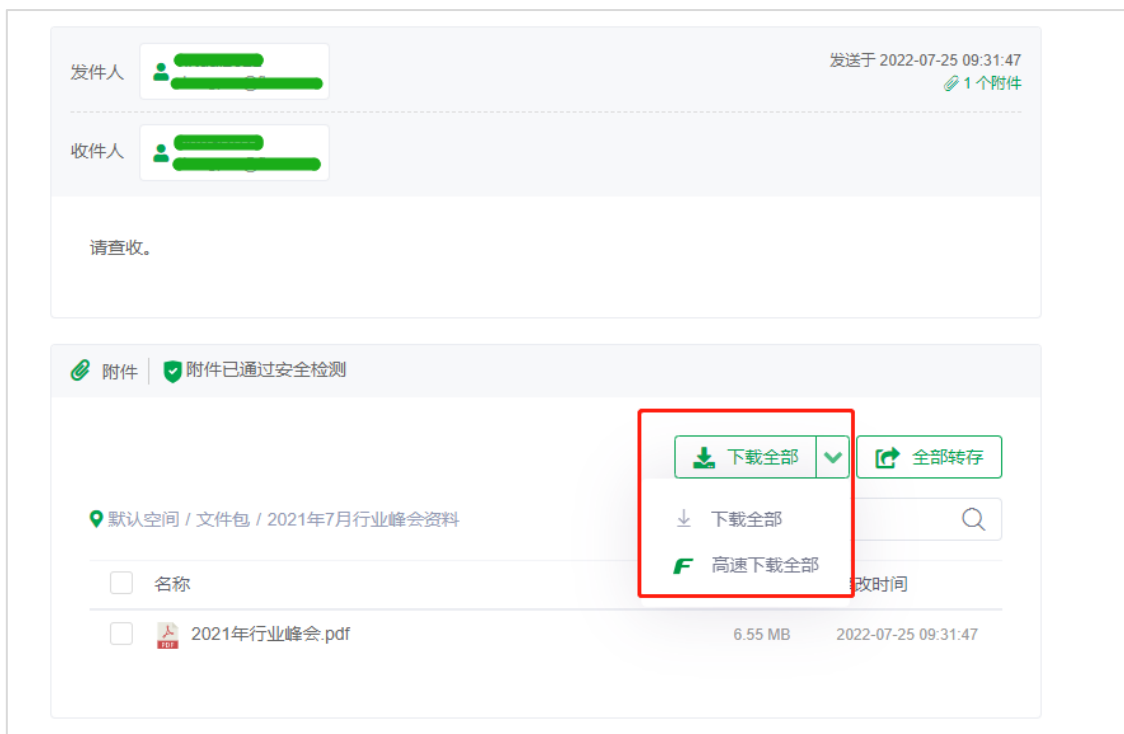 发件人
发送于 2022-07-25 09:31:47
1 个附件
收件人
请查收。
附件
附件已通过安全检测
下载全部
全部转存
默认空间 / 文件包 / 2021年7月行业峰会资料
下载全部
高速下载全部
名称
改时间
2021年行业峰会.pdf
6.55 MB
2022-07-25 09:31:47